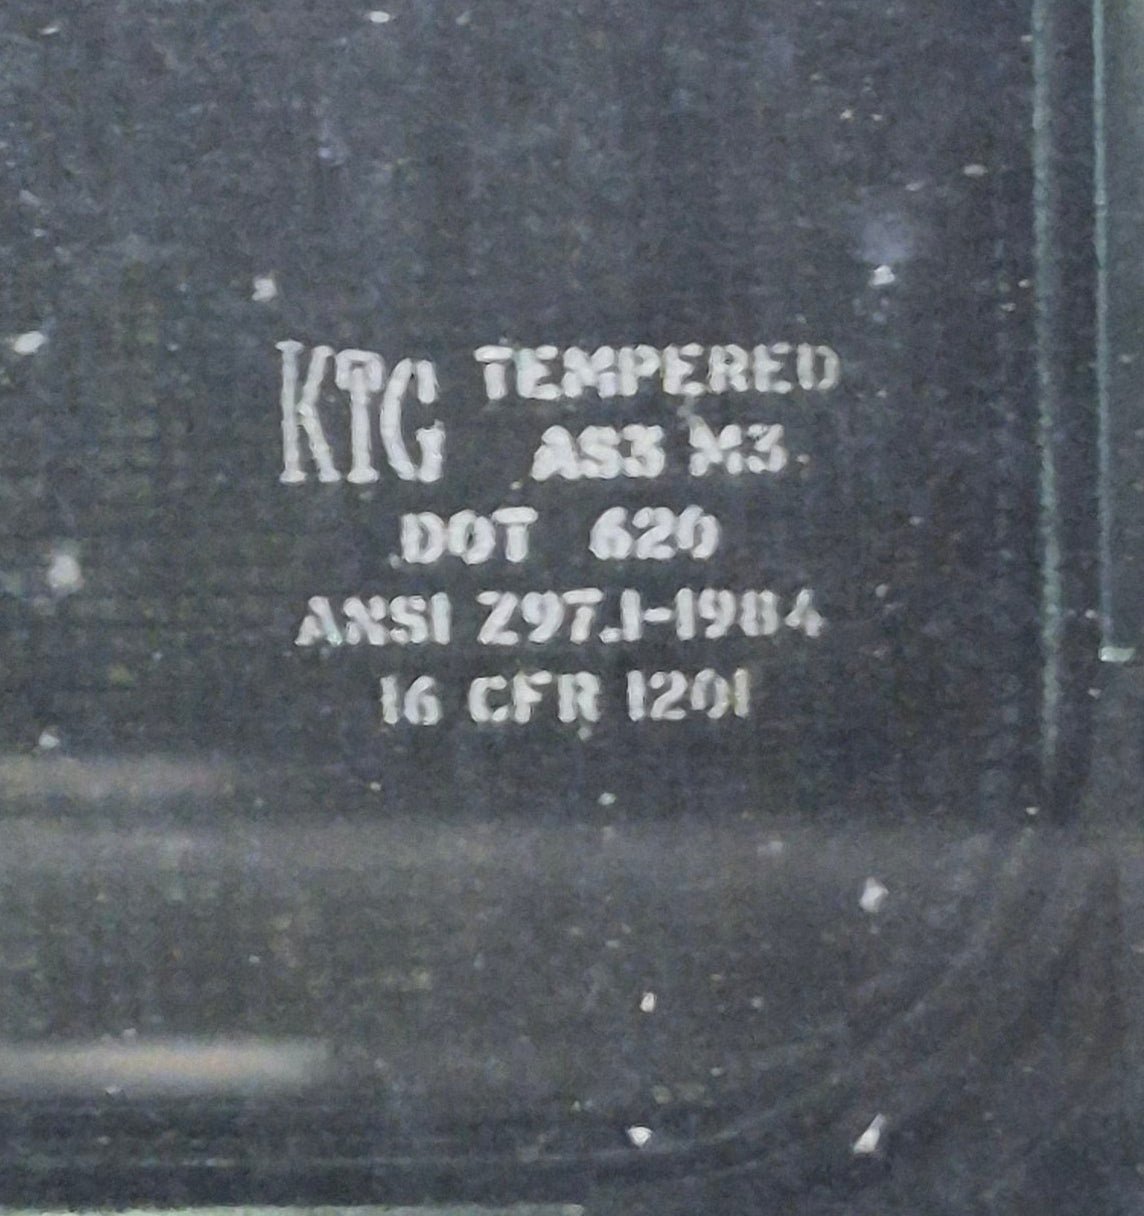 KTG TEMPERED
AS3 M3
DOT 620
ANSI Z97.1-1984
16 CFR 1201